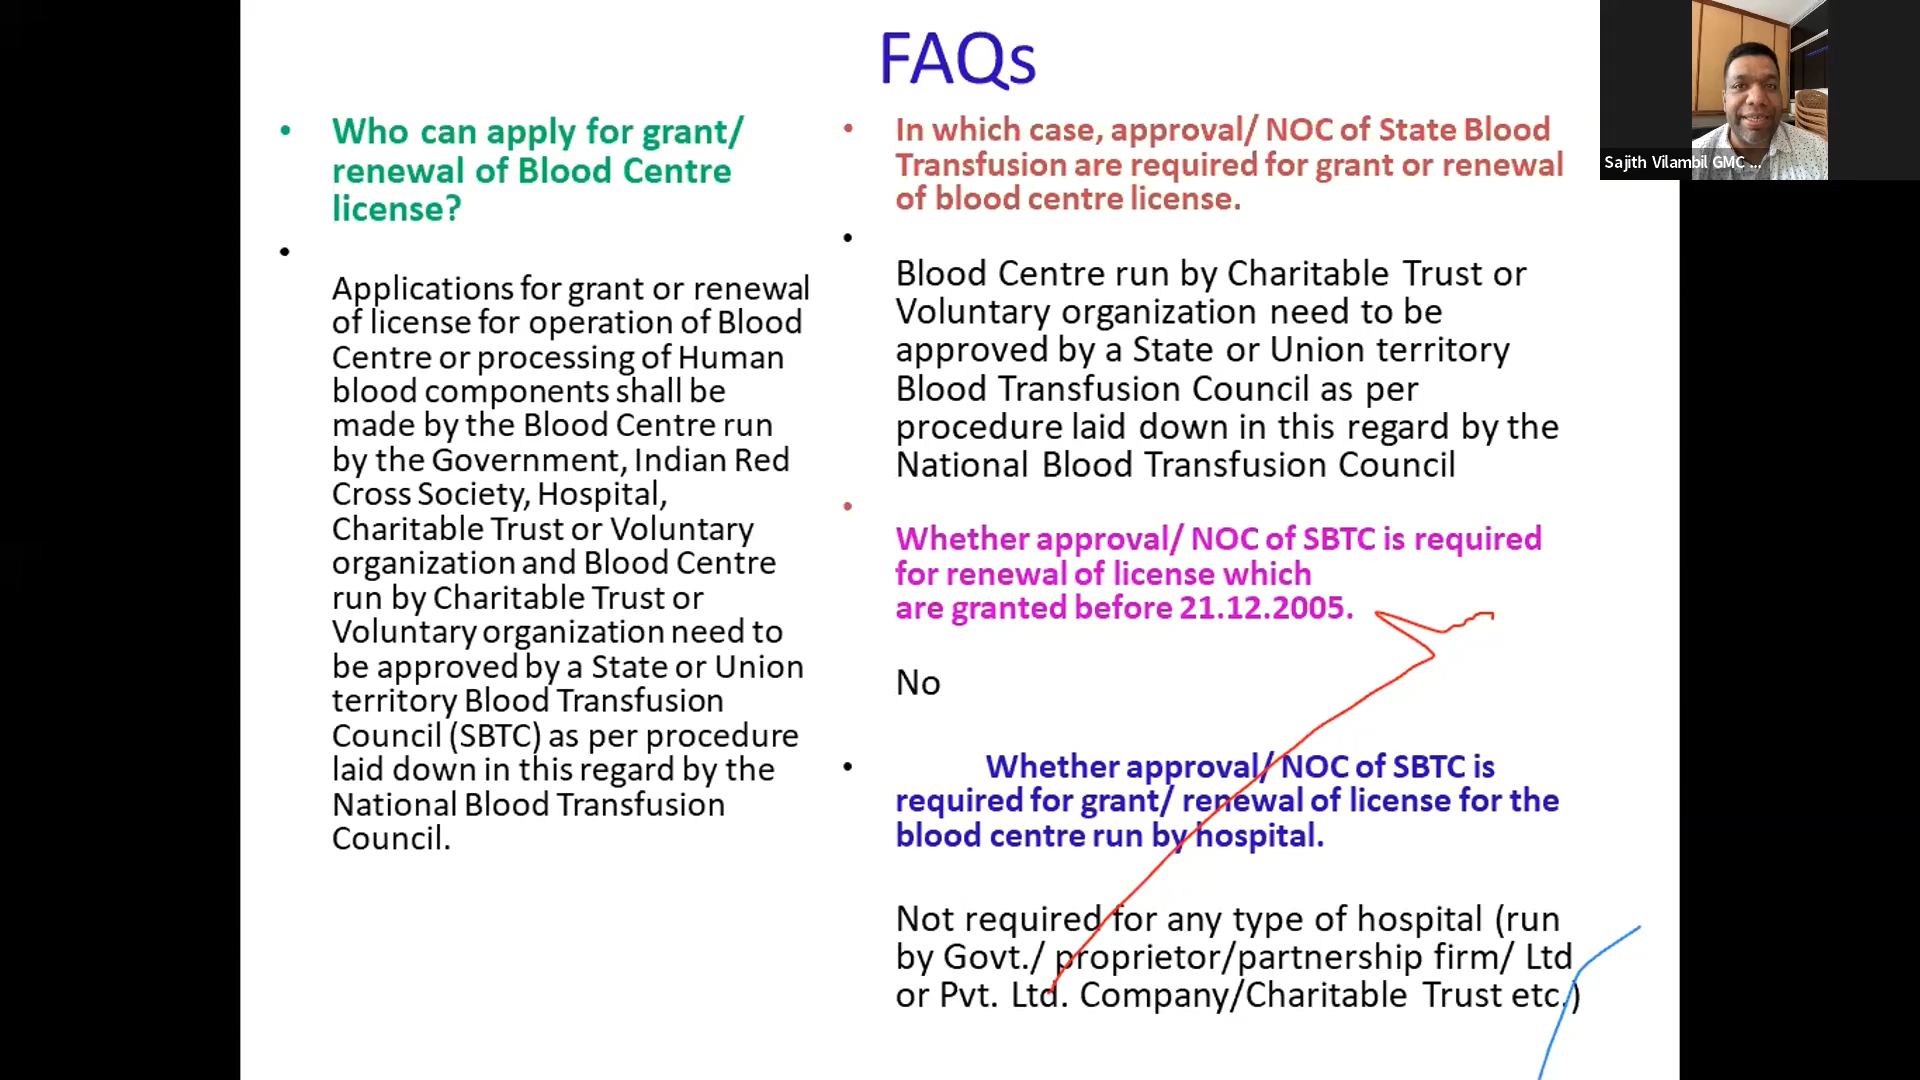 FAQs
Who can apply for grant/
renewal of Blood Centre
license?
Applications for grant or renewal
of license for operation of Blood
Centre or processing of Human
blood components shall be
made by the Blood Centre run
by the Government, Indian Red
Cross Society, Hospital,
Charitable Trust or Voluntary
organization and Blood Centre
run by Charitable Trust or
Voluntary organization need to
be approved by a State or Union
territory Blood Transfusion
Council (SBTC) as per procedure
laid down in this regard by the
National Blood Transfusion
Council.
In which case, approval/ NOC of State Blood
Transfusion are required for grant or renewal
of blood centre license.
Blood Centre run by Charitable Trust or
Voluntary organization need to be
approved by a State or Union territory
Blood Transfusion Council as per
procedure laid down in this regard by the
National Blood Transfusion Council
Whether approval/ NOC of SBTC is required
for renewal of license which
are granted before 21.12.2005.
No
Whether approval/ NOC of SBTC is
required for grant/ renewal of license for the
blood centre run by hospital.
Not required for any type of hospital (run
by Govt./ proprietor/partnership firm/ Ltd
or Pvt. Ltd. Company/Charitable Trust etc.)
Sajith Vilambil GMC ...